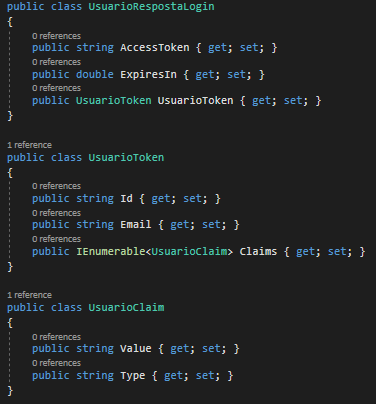 public class UsuarioRespostaLogin
{
0 references
public string AccessToken { get; set; }
0 references
public double ExpiresIn { get; set; }
0 references
public UsuarioToken UsuarioToken { get; set; }
}
1 reference
public class UsuarioToken
{
0 references
public string Id { get; set; }
0 references
public string Email { get; set; }
0 references
public IEnumerable<UsuarioClaim> Claims { get; set; }
}
1 reference
public class UsuarioClaim
{
0 references
public string Value { get; set; }
0 references
public string Type { get; set; }
}